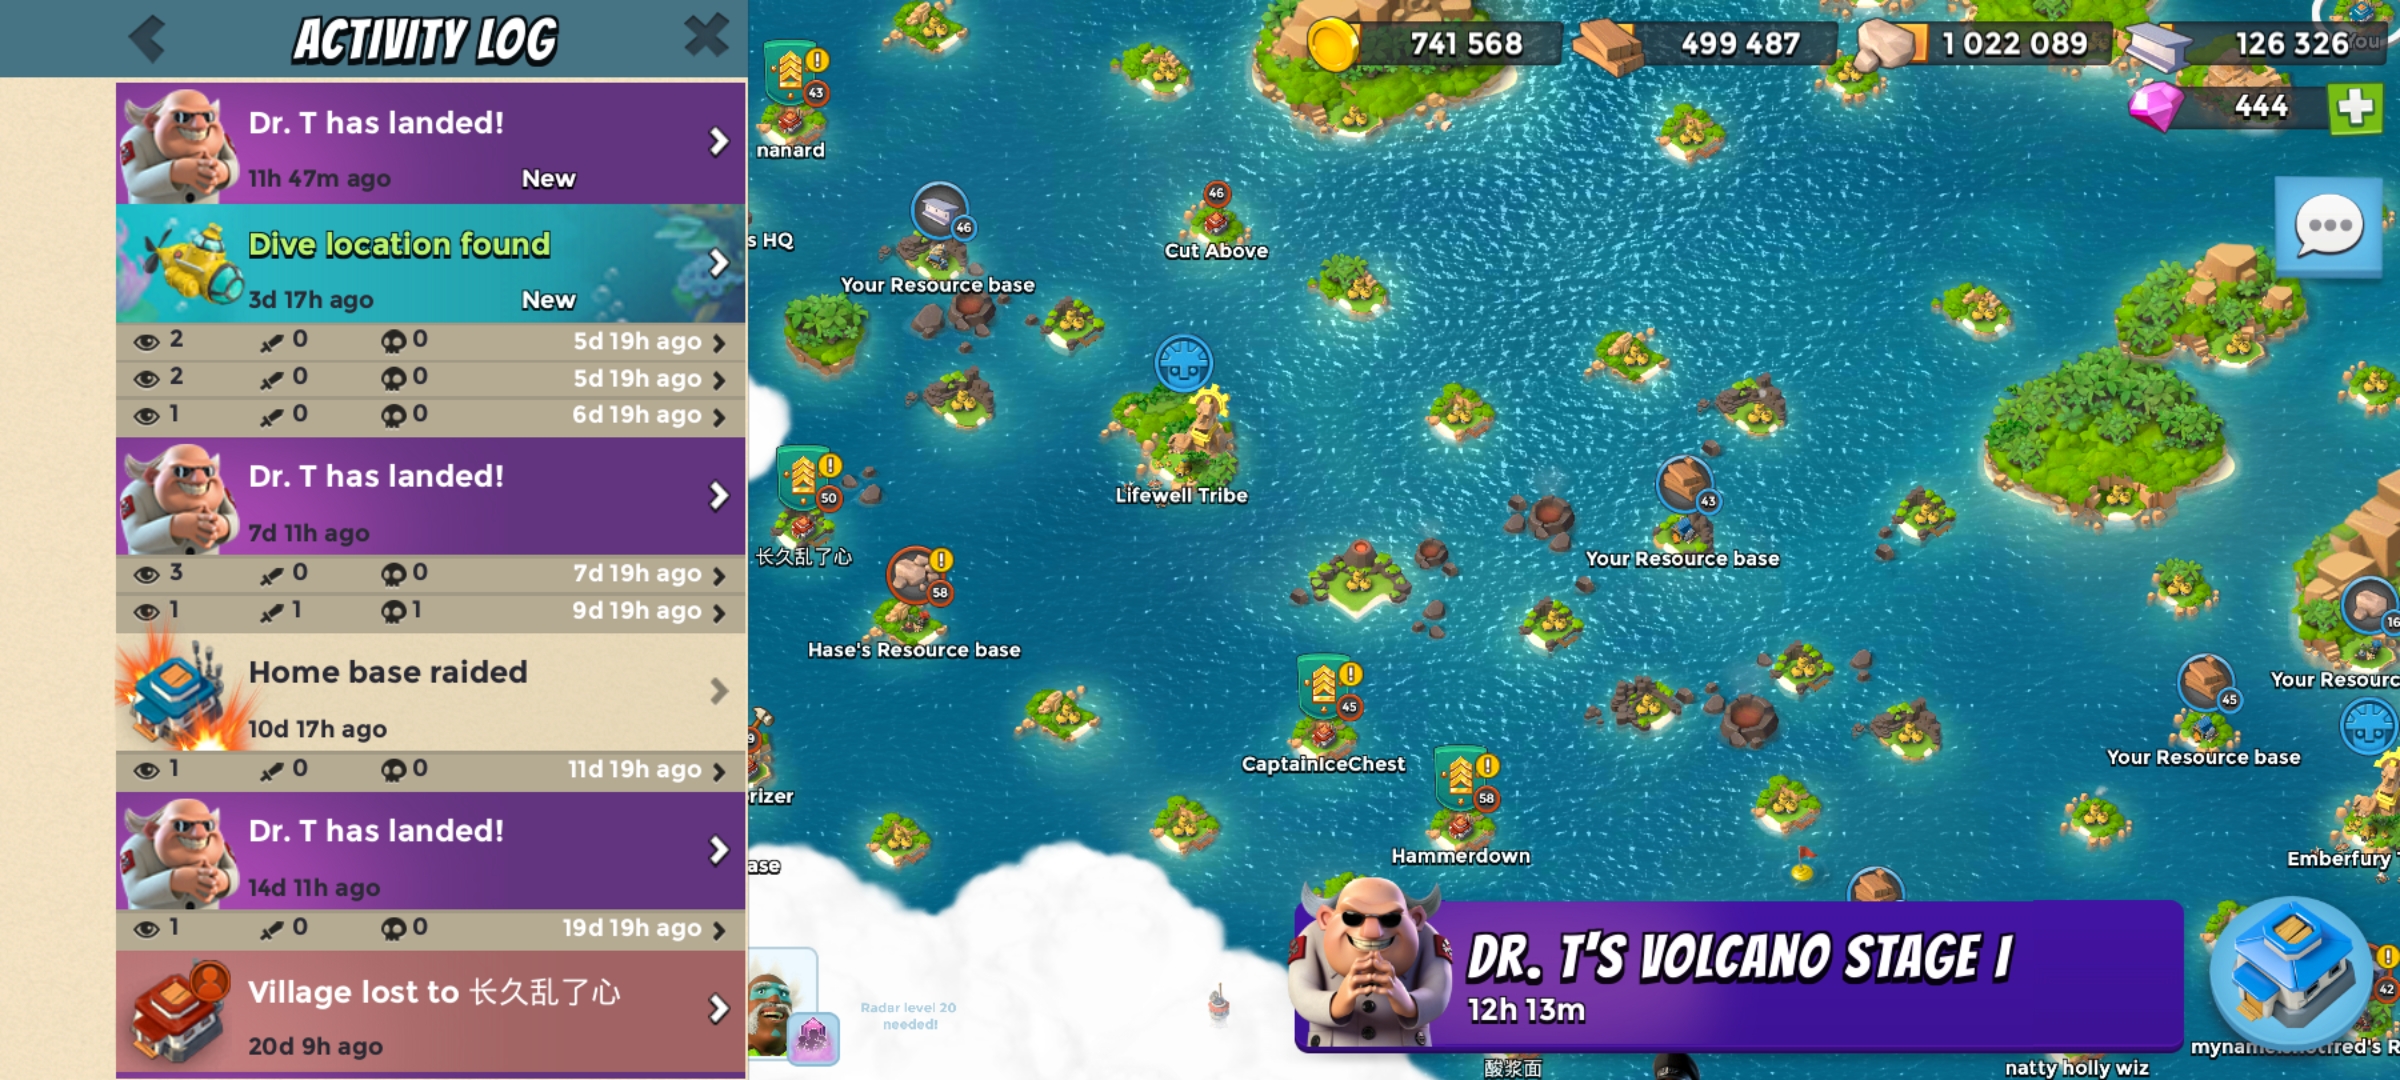 ACTIVITY LOG
Dr. T has landed!
11h 47m ago
New
Dive location found
3d 17h ago
New
2 0 0 5d 19h ago
2 0 0 5d 19h ago
1 0 0 6d 19h ago
Dr. T has landed!
7d 11h ago
3 0 0 7d 19h ago
1 1 1 9d 19h ago
Home base raided
10d 17h ago
1 0 0 11d 19h ago
Dr. T has landed!
14d 11h ago
1 0 0 19d 19h ago
Village lost to 长久乱了心
20d 9h ago
741 568
499 487
1 022 089
126 326
You
444
43
nanard
s HQ
46
Your Resource base
46
Cut Above
Lifewell Tribe
50
长久乱了心
58
Hase's Resource base
43
Your Resource base
45
CaptainIceChest
58
Hammerdown
16
Your Resourc
45
Your Resource base
Emberfury
9
rizer
ase
Radar level 20
needed!
DR. T'S VOLCANO STAGE I
12h 13m
42
酸浆面
natty holly wiz